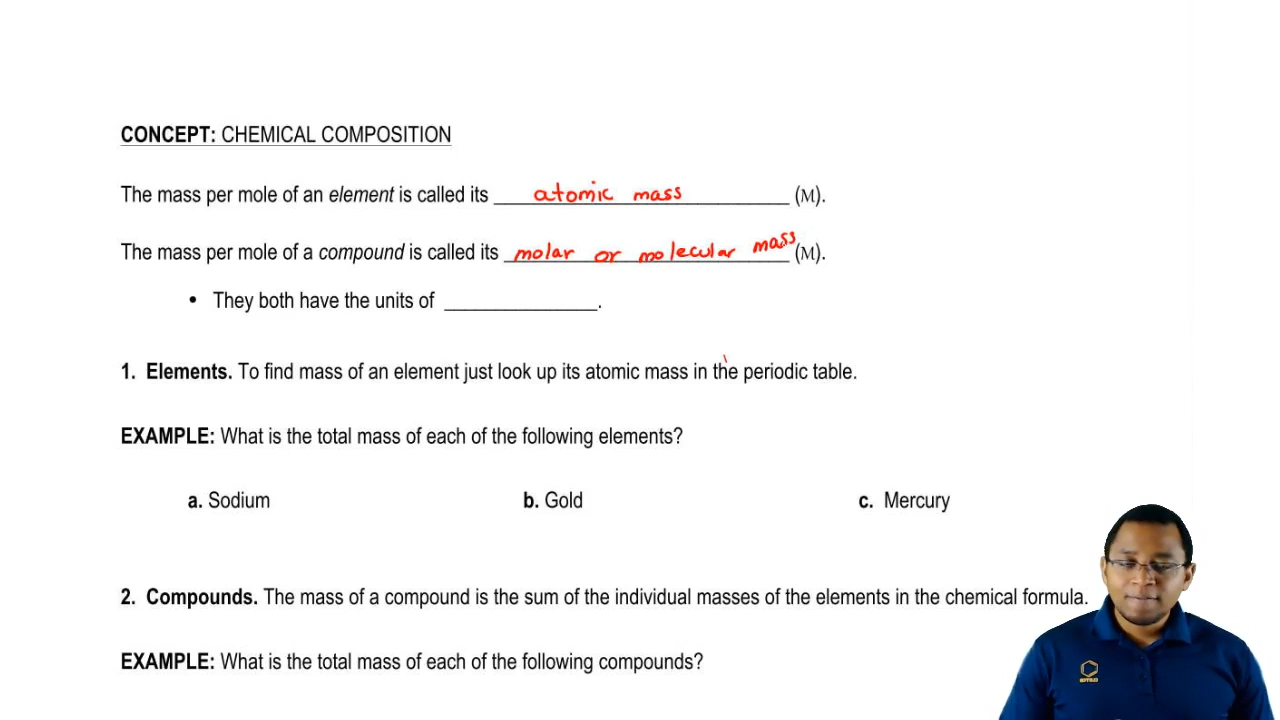 CONCEPT: CHEMICAL COMPOSITION
The mass per mole of an element is called its atomic mass (M).
The mass per mole of a compound is called its molar or molecular mass (M).
• They both have the units of _______________.
1. Elements. To find mass of an element just look up its atomic mass in the periodic table.
EXAMPLE: What is the total mass of each of the following elements?
a. Sodium b. Gold c. Mercury
2. Compounds. The mass of a compound is the sum of the individual masses of the elements in the chemical formula.
EXAMPLE: What is the total mass of each of the following compounds?